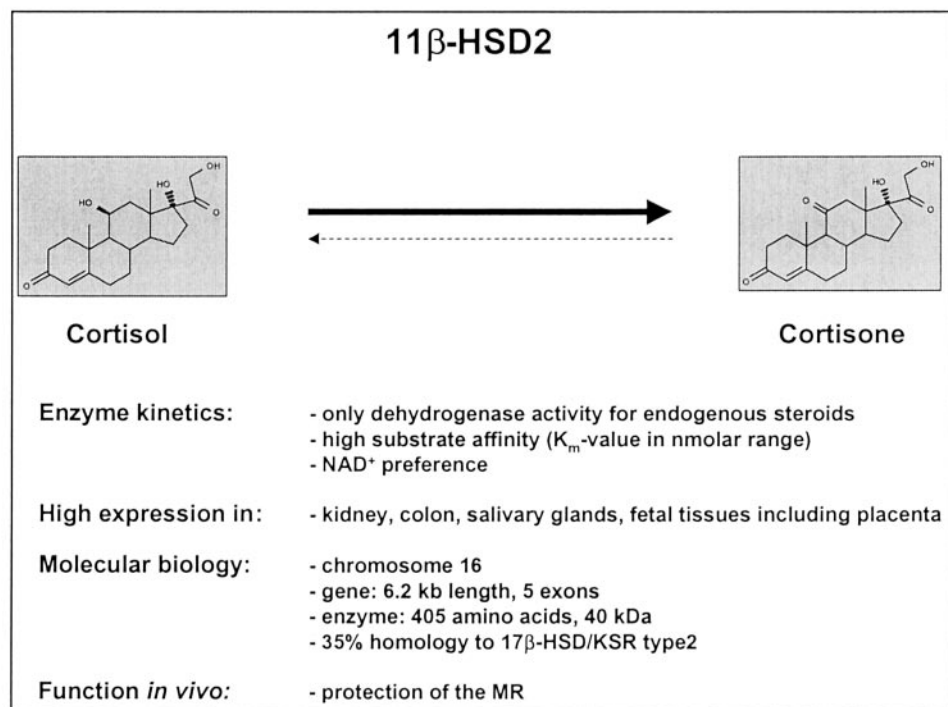 11β-HSD2
OH
HO
HO
O
O
OH
HO
O
O
O
Cortisol
Cortisone
Enzyme kinetics: - only dehydrogenase activity for endogenous steroids
- high substrate affinity (Km-value in nmolar range)
- NAD⁺ preference
High expression in: - kidney, colon, salivary glands, fetal tissues including placenta
Molecular biology: - chromosome 16
- gene: 6.2 kb length, 5 exons
- enzyme: 405 amino acids, 40 kDa
- 35% homology to 17β-HSD/KSR type2
Function in vivo: - protection of the MR